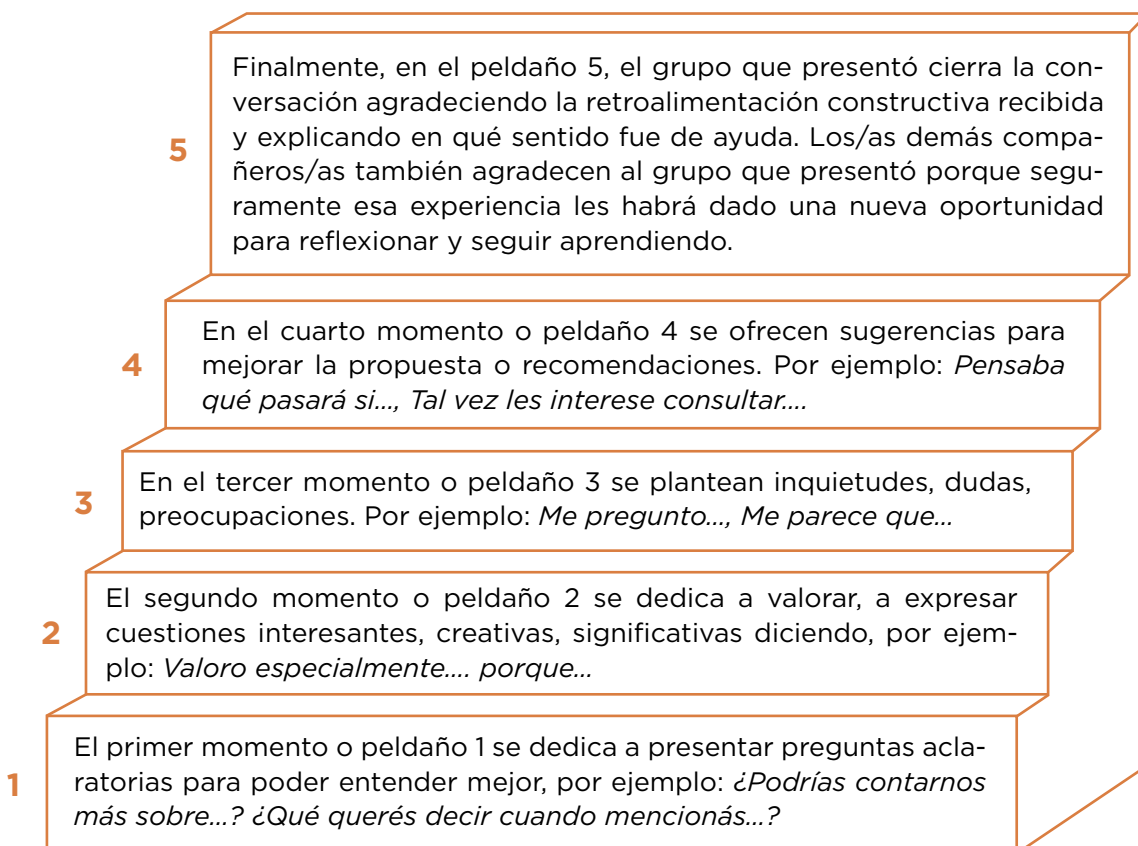 5
Finalmente, en el peldaño 5, el grupo que presentó cierra la con-
versación agradeciendo la retroalimentación constructiva recibida
y explicando en qué sentido fue de ayuda. Los/as demás compa-
ñeros/as también agradecen al grupo que presentó porque segu-
ramente esa experiencia les habrá dado una nueva oportunidad
para reflexionar y seguir aprendiendo.
4
En el cuarto momento o peldaño 4 se ofrecen sugerencias para
mejorar la propuesta o recomendaciones. Por ejemplo: Pensaba
qué pasará si..., Tal vez les interese consultar....
3
En el tercer momento o peldaño 3 se plantean inquietudes, dudas,
preocupaciones. Por ejemplo: Me pregunto..., Me parece que...
2
El segundo momento o peldaño 2 se dedica a valorar, a expresar
cuestiones interesantes, creativas, significativas diciendo, por ejem-
plo: Valoro especialmente.... porque...
1
El primer momento o peldaño 1 se dedica a presentar preguntas acla-
ratorias para poder entender mejor, por ejemplo: ¿Podrías contarnos
más sobre...? ¿Qué querés decir cuando mencionás...?